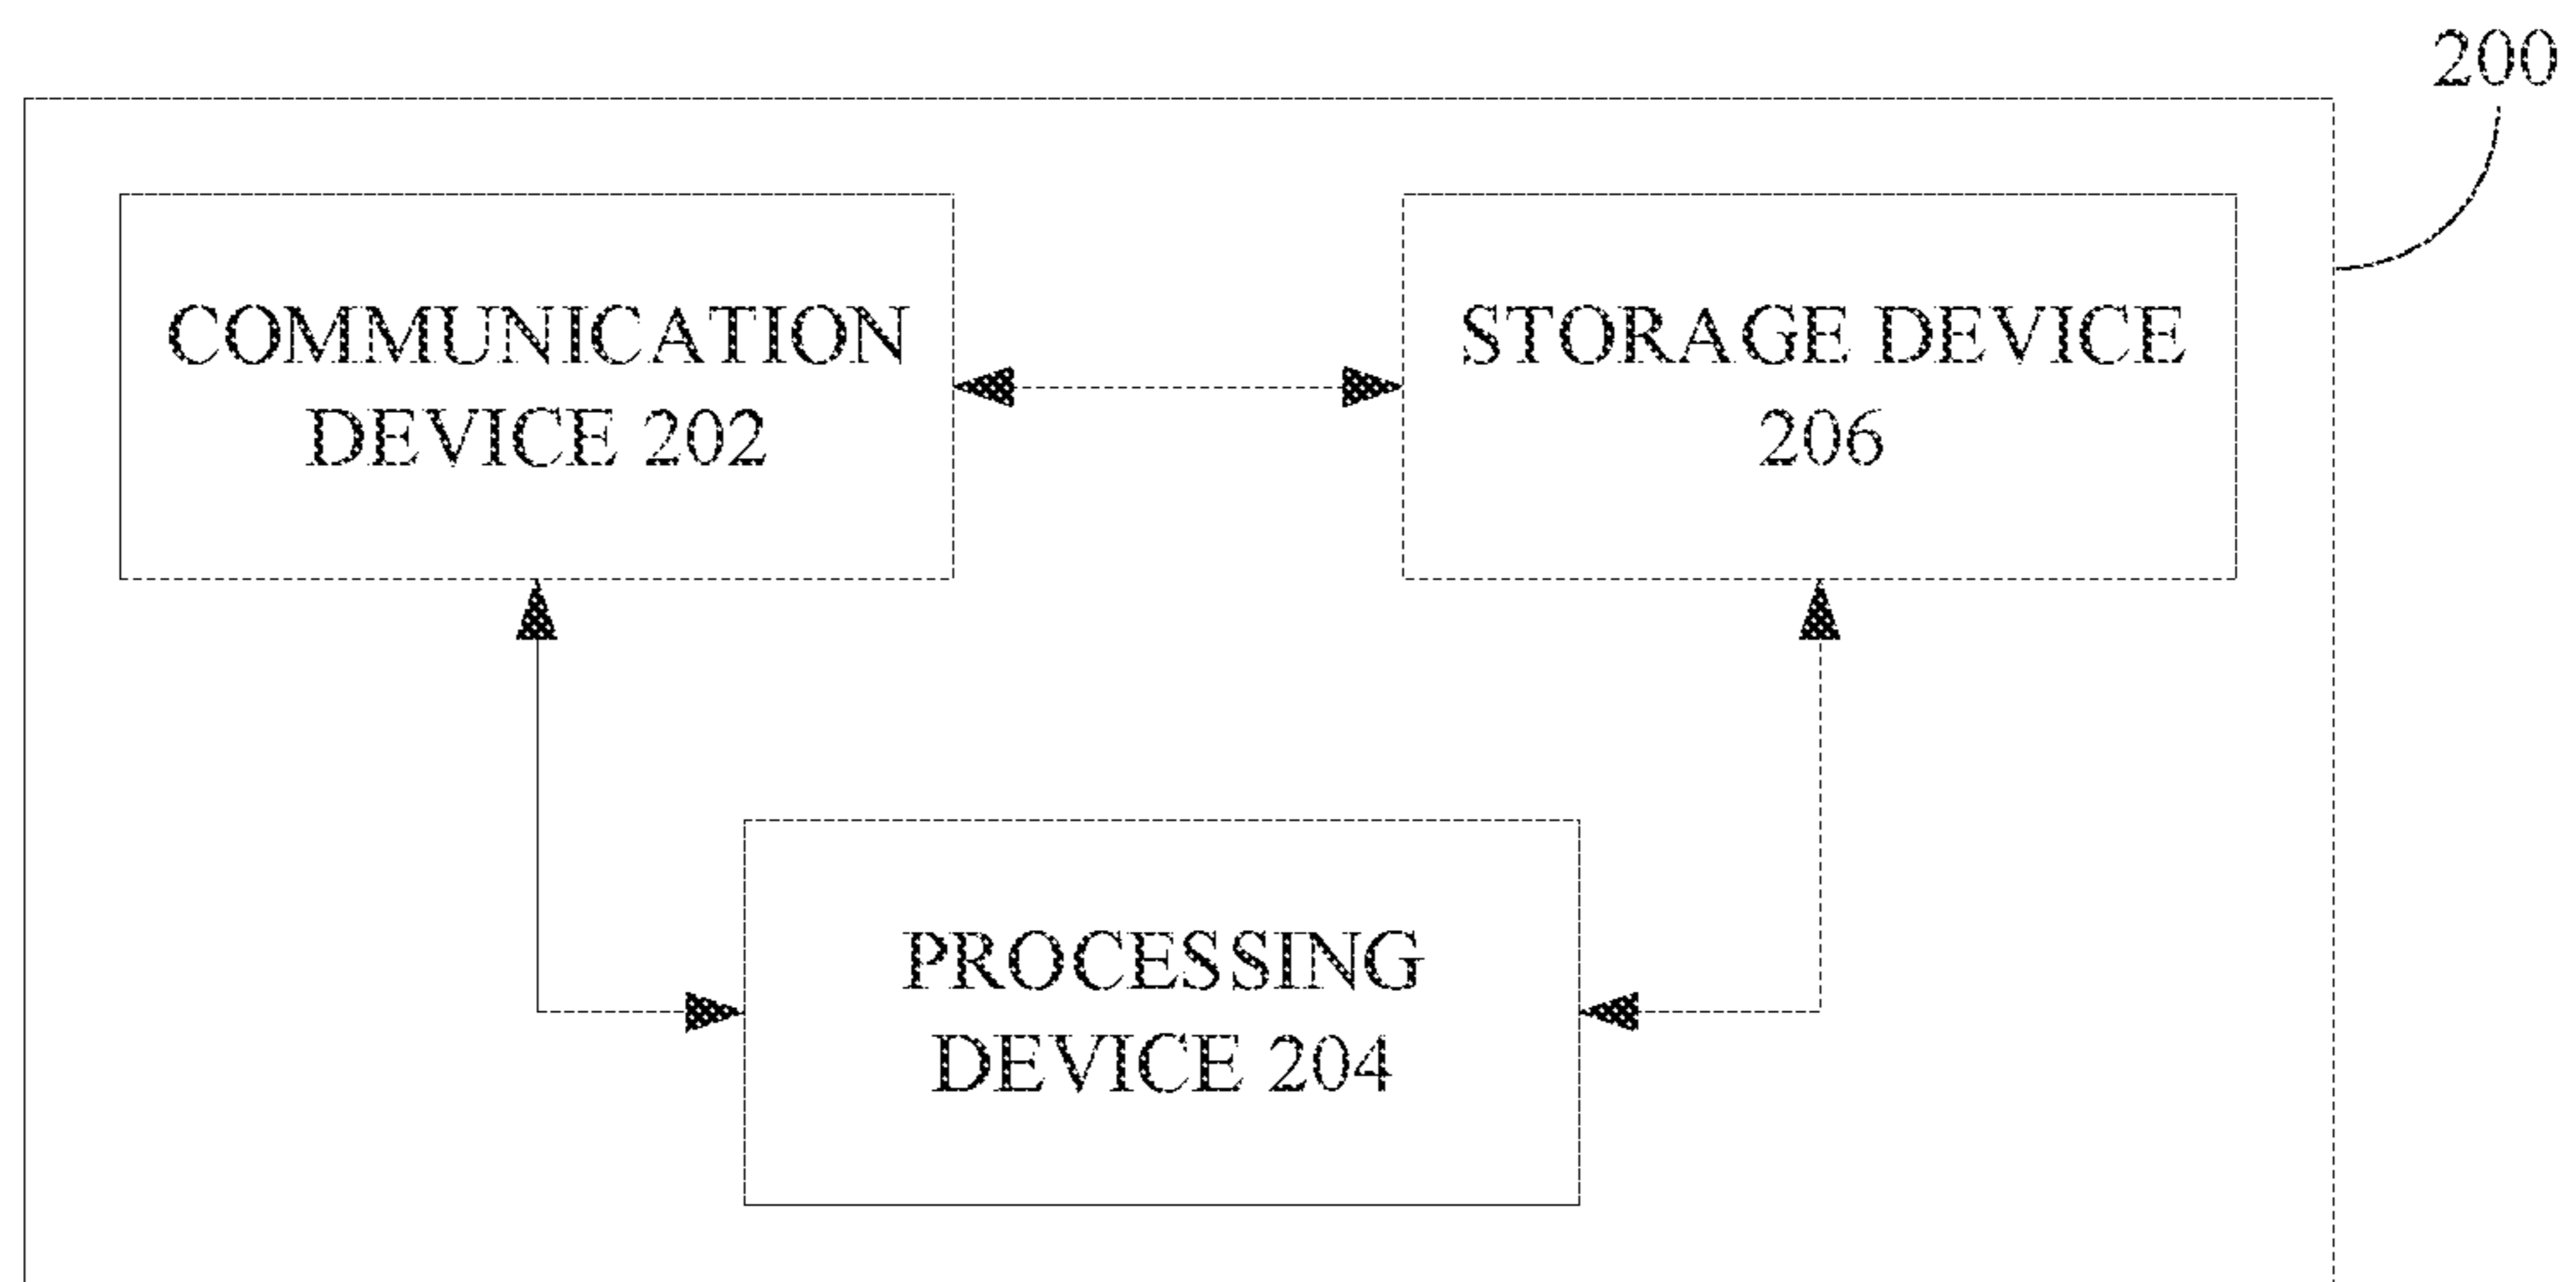 200
COMMUNICATION
DEVICE 202
STORAGE DEVICE
206
PROCESSING
DEVICE 204